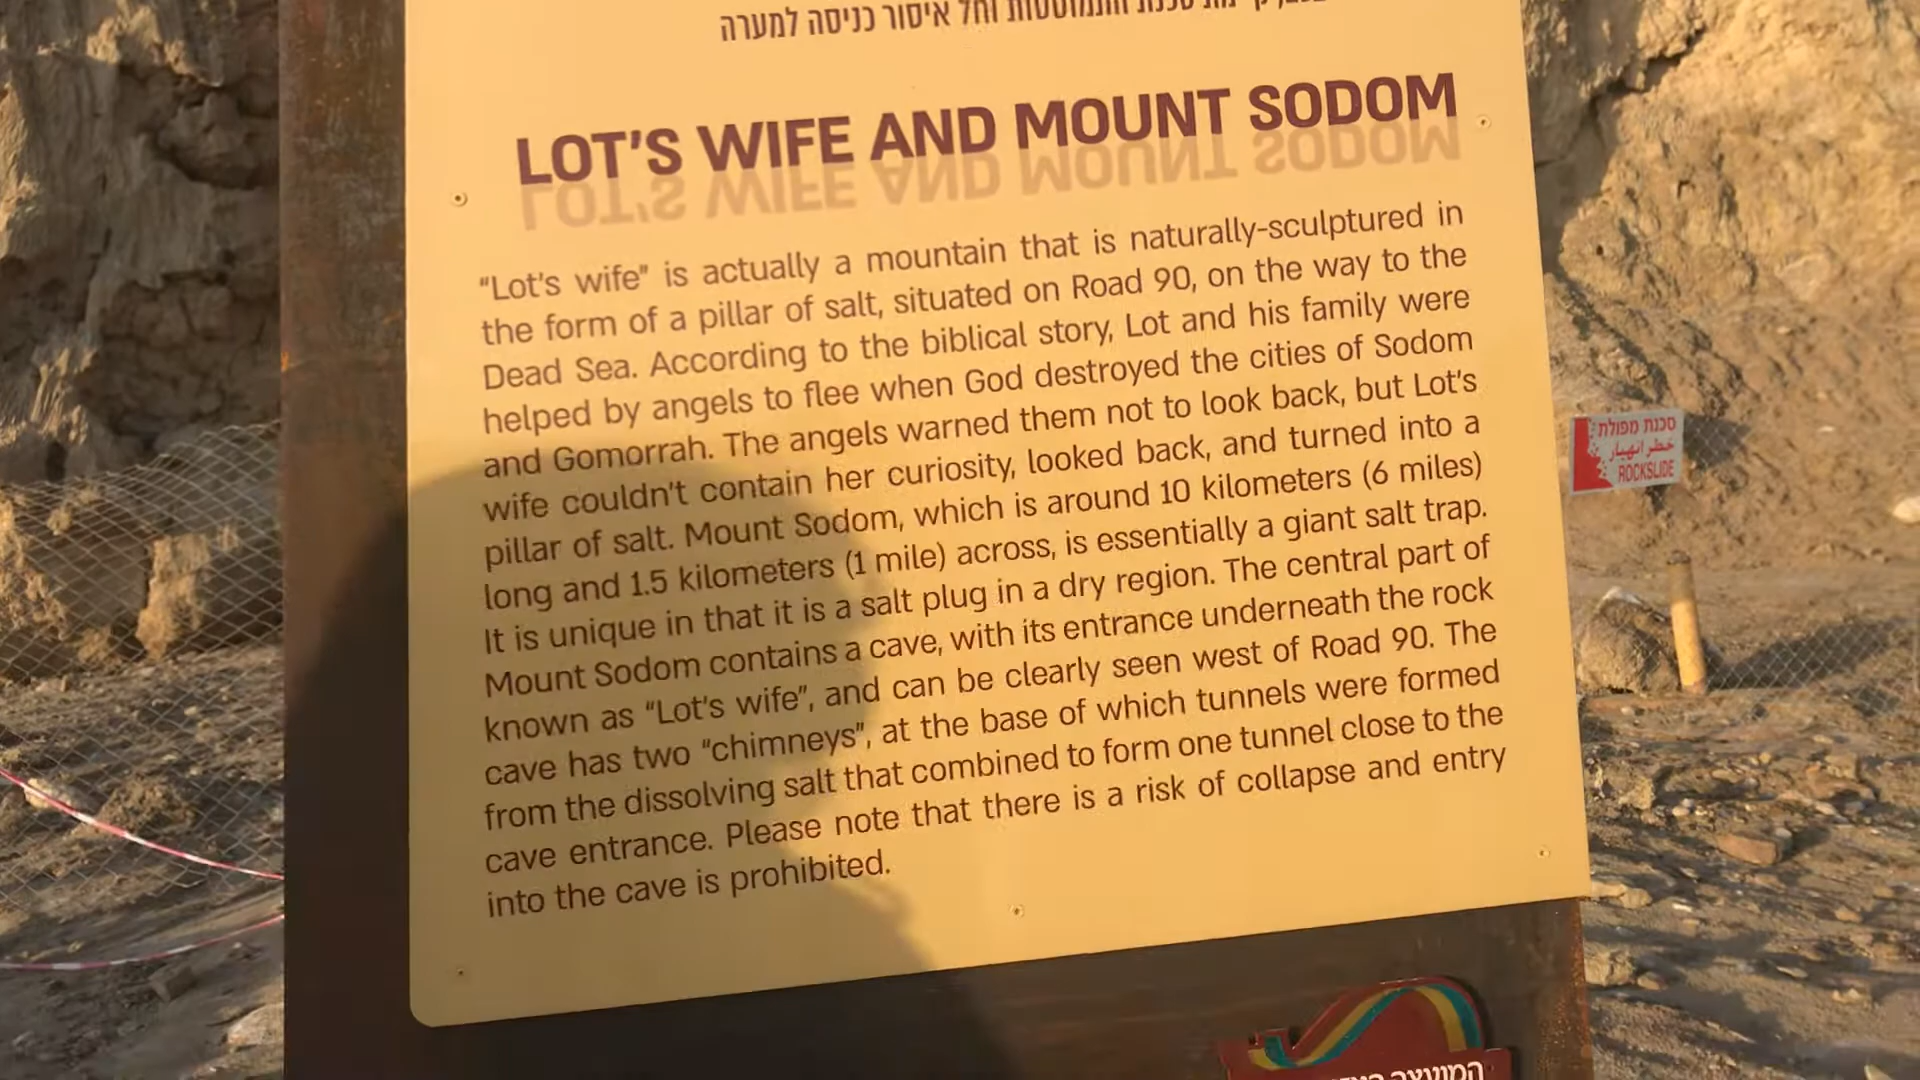 סכנת התמוטטות וחל איסור כניסה למערה
LOT'S WIFE AND MOUNT SODOM
"Lot's wife" is actually a mountain that is naturally-sculptured in
the form of a pillar of salt, situated on Road 90, on the way to the
Dead Sea. According to the biblical story, Lot and his family were
helped by angels to flee when God destroyed the cities of Sodom
and Gomorrah. The angels warned them not to look back, but Lot's
wife couldn't contain her curiosity, looked back, and turned into a
pillar of salt. Mount Sodom, which is around 10 kilometers (6 miles)
long and 1.5 kilometers (1 mile) across, is essentially a giant salt trap.
It is unique in that it is a salt plug in a dry region. The central part of
Mount Sodom contains a cave, with its entrance underneath the rock
known as "Lot's wife", and can be clearly seen west of Road 90. The
cave has two "chimneys", at the base of which tunnels were formed
from the dissolving salt that combined to form one tunnel close to the
cave entrance. Please note that there is a risk of collapse and entry
into the cave is prohibited.
סכנת מפולת
خطر انهيار
ROCKSLIDE
המועצה